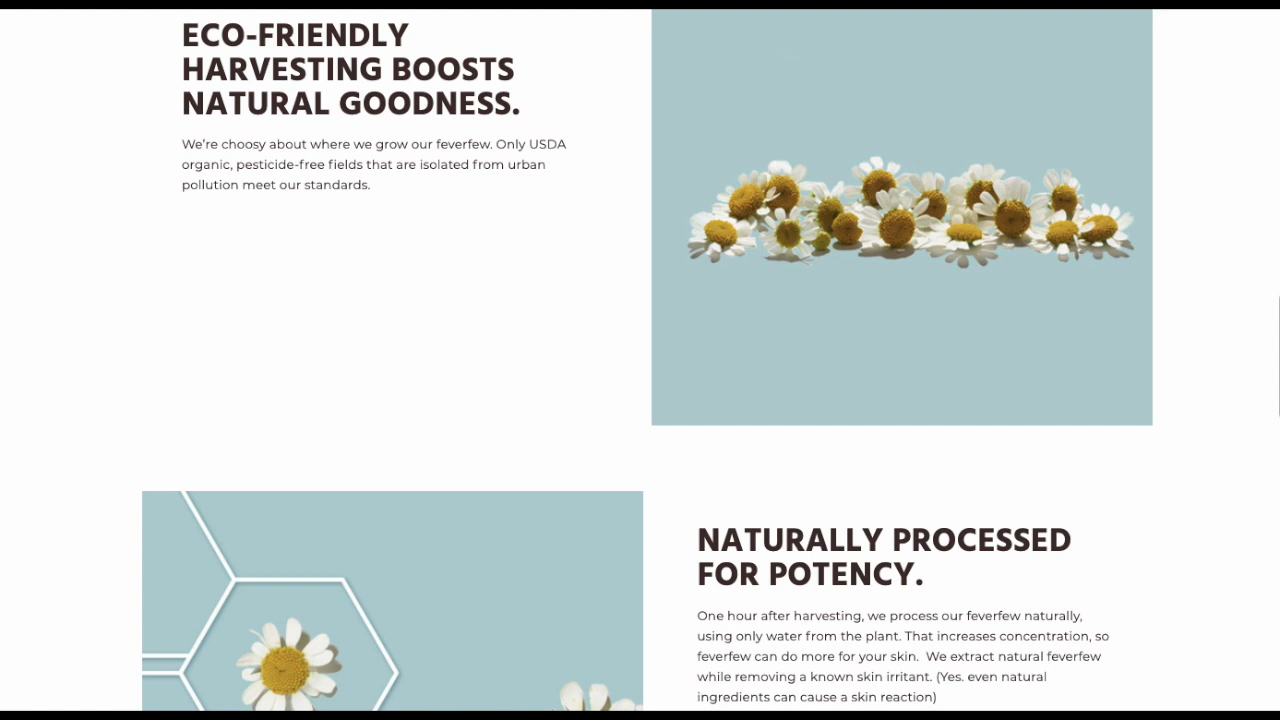 ECO-FRIENDLY
HARVESTING BOOSTS
NATURAL GOODNESS.
We're choosy about where we grow our feverfew. Only USDA
organic, pesticide-free fields that are isolated from urban
pollution meet our standards.
NATURALLY PROCESSED
FOR POTENCY.
One hour after harvesting, we process our feverfew naturally,
using only water from the plant. That increases concentration, so
feverfew can do more for your skin.  We extract natural feverfew
while removing a known skin irritant. (Yes. even natural
ingredients can cause a skin reaction)